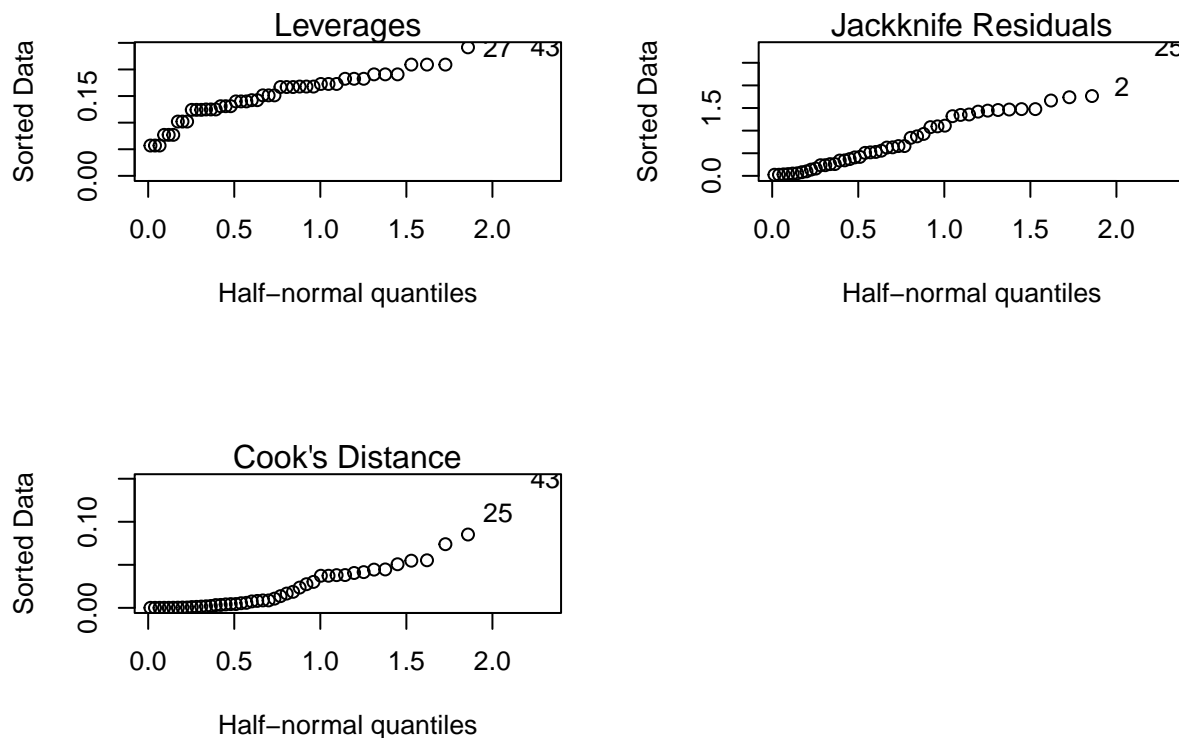 Leverages
Sorted Data
0.00 0.15
27 43
0.0 0.5 1.0 1.5 2.0
Half−normal quantiles
Jackknife Residuals
Sorted Data
0.0 1.5
25
2
0.0 0.5 1.0 1.5 2.0
Half−normal quantiles
Cook's Distance
Sorted Data
0.00 0.10
43
25
0.0 0.5 1.0 1.5 2.0
Half−normal quantiles